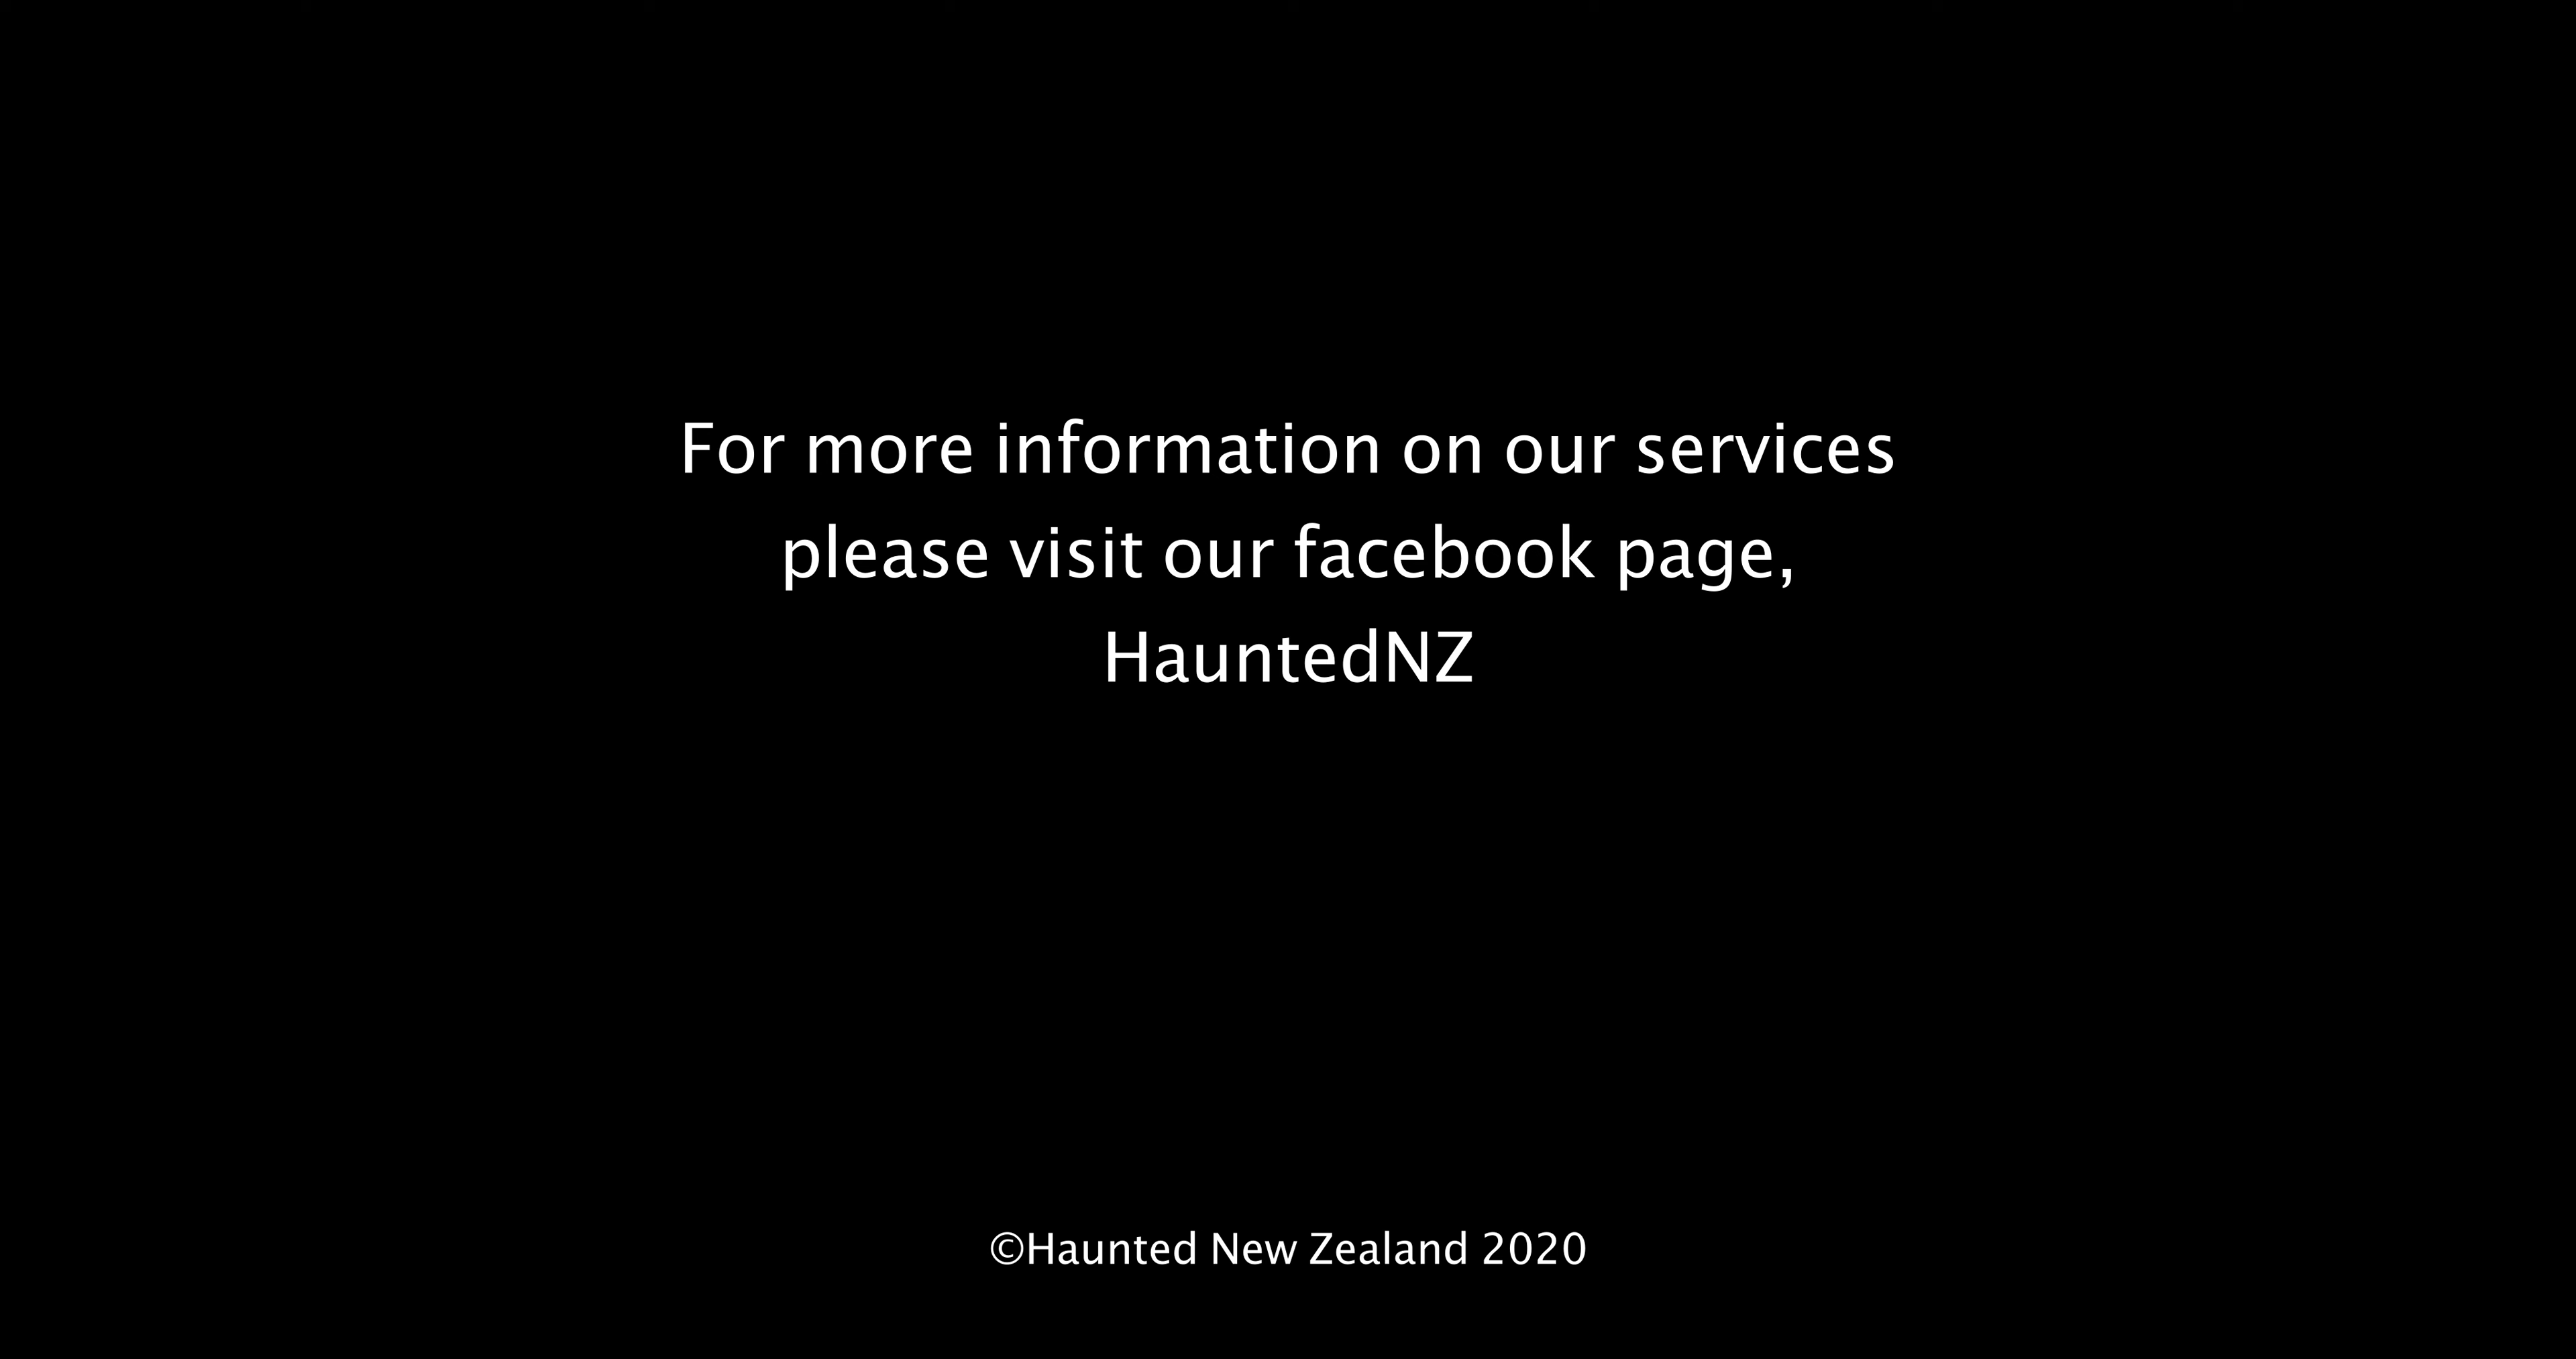 For more information on our services
please visit our facebook page,
HauntedNZ
©Haunted New Zealand 2020